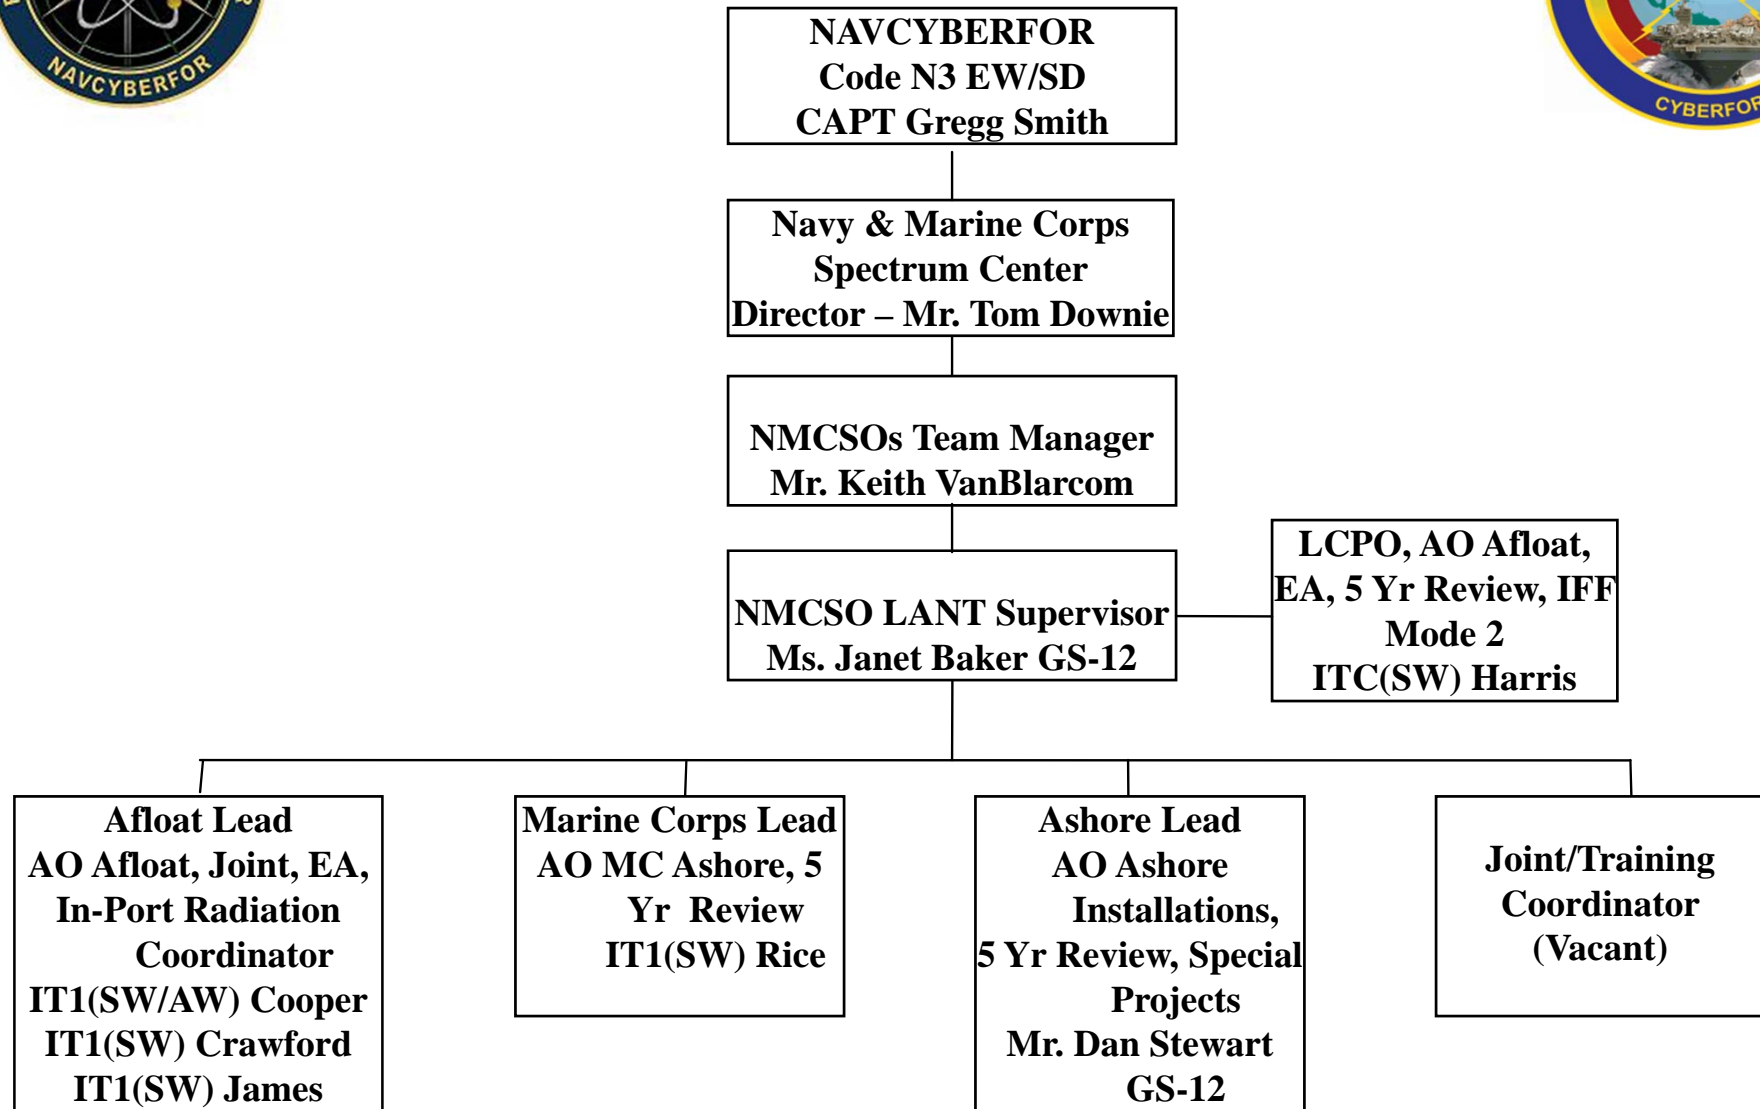 NAVCYBERFOR
CYBERFOR
NAVCYBERFOR
Code N3 EW/SD
CAPT Gregg Smith
Navy & Marine Corps
Spectrum Center
Director – Mr. Tom Downie
NMCSOs Team Manager
Mr. Keith VanBlarcom
NMCSO LANT Supervisor
Ms. Janet Baker GS-12
LCPO, AO Afloat,
EA, 5 Yr Review, IFF
Mode 2
ITC(SW) Harris
Afloat Lead
AO Afloat, Joint, EA,
In-Port Radiation
Coordinator
IT1(SW/AW) Cooper
IT1(SW) Crawford
IT1(SW) James
Marine Corps Lead
AO MC Ashore, 5
Yr Review
IT1(SW) Rice
Ashore Lead
AO Ashore
Installations,
5 Yr Review, Special
Projects
Mr. Dan Stewart
GS-12
Joint/Training
Coordinator
(Vacant)